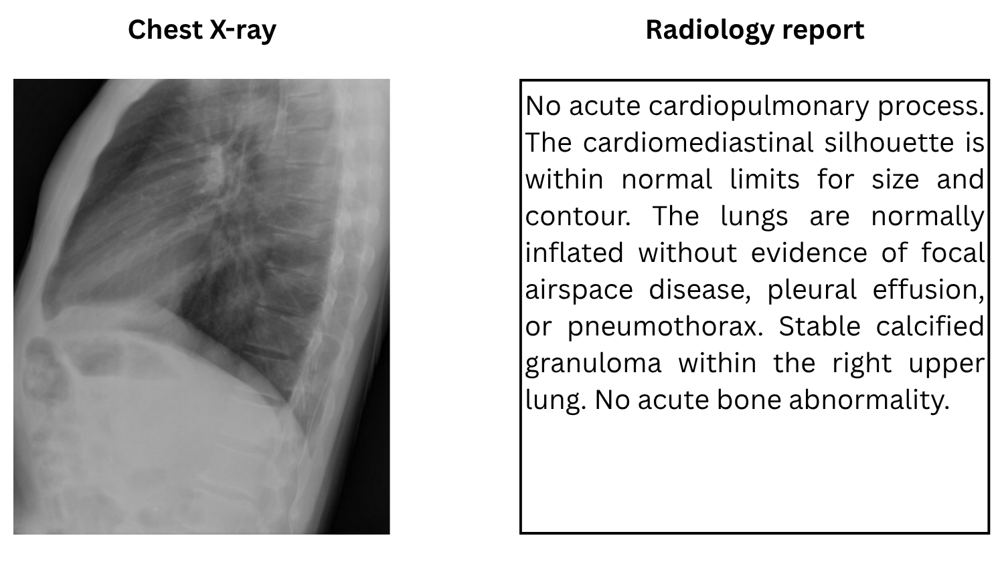 Chest X-ray
Radiology report
No acute cardiopulmonary process.
The cardiomediastinal silhouette is
within normal limits for size and
contour. The lungs are normally
inflated without evidence of focal
airspace disease, pleural effusion,
or pneumothorax. Stable calcified
granuloma within the right upper
lung. No acute bone abnormality.